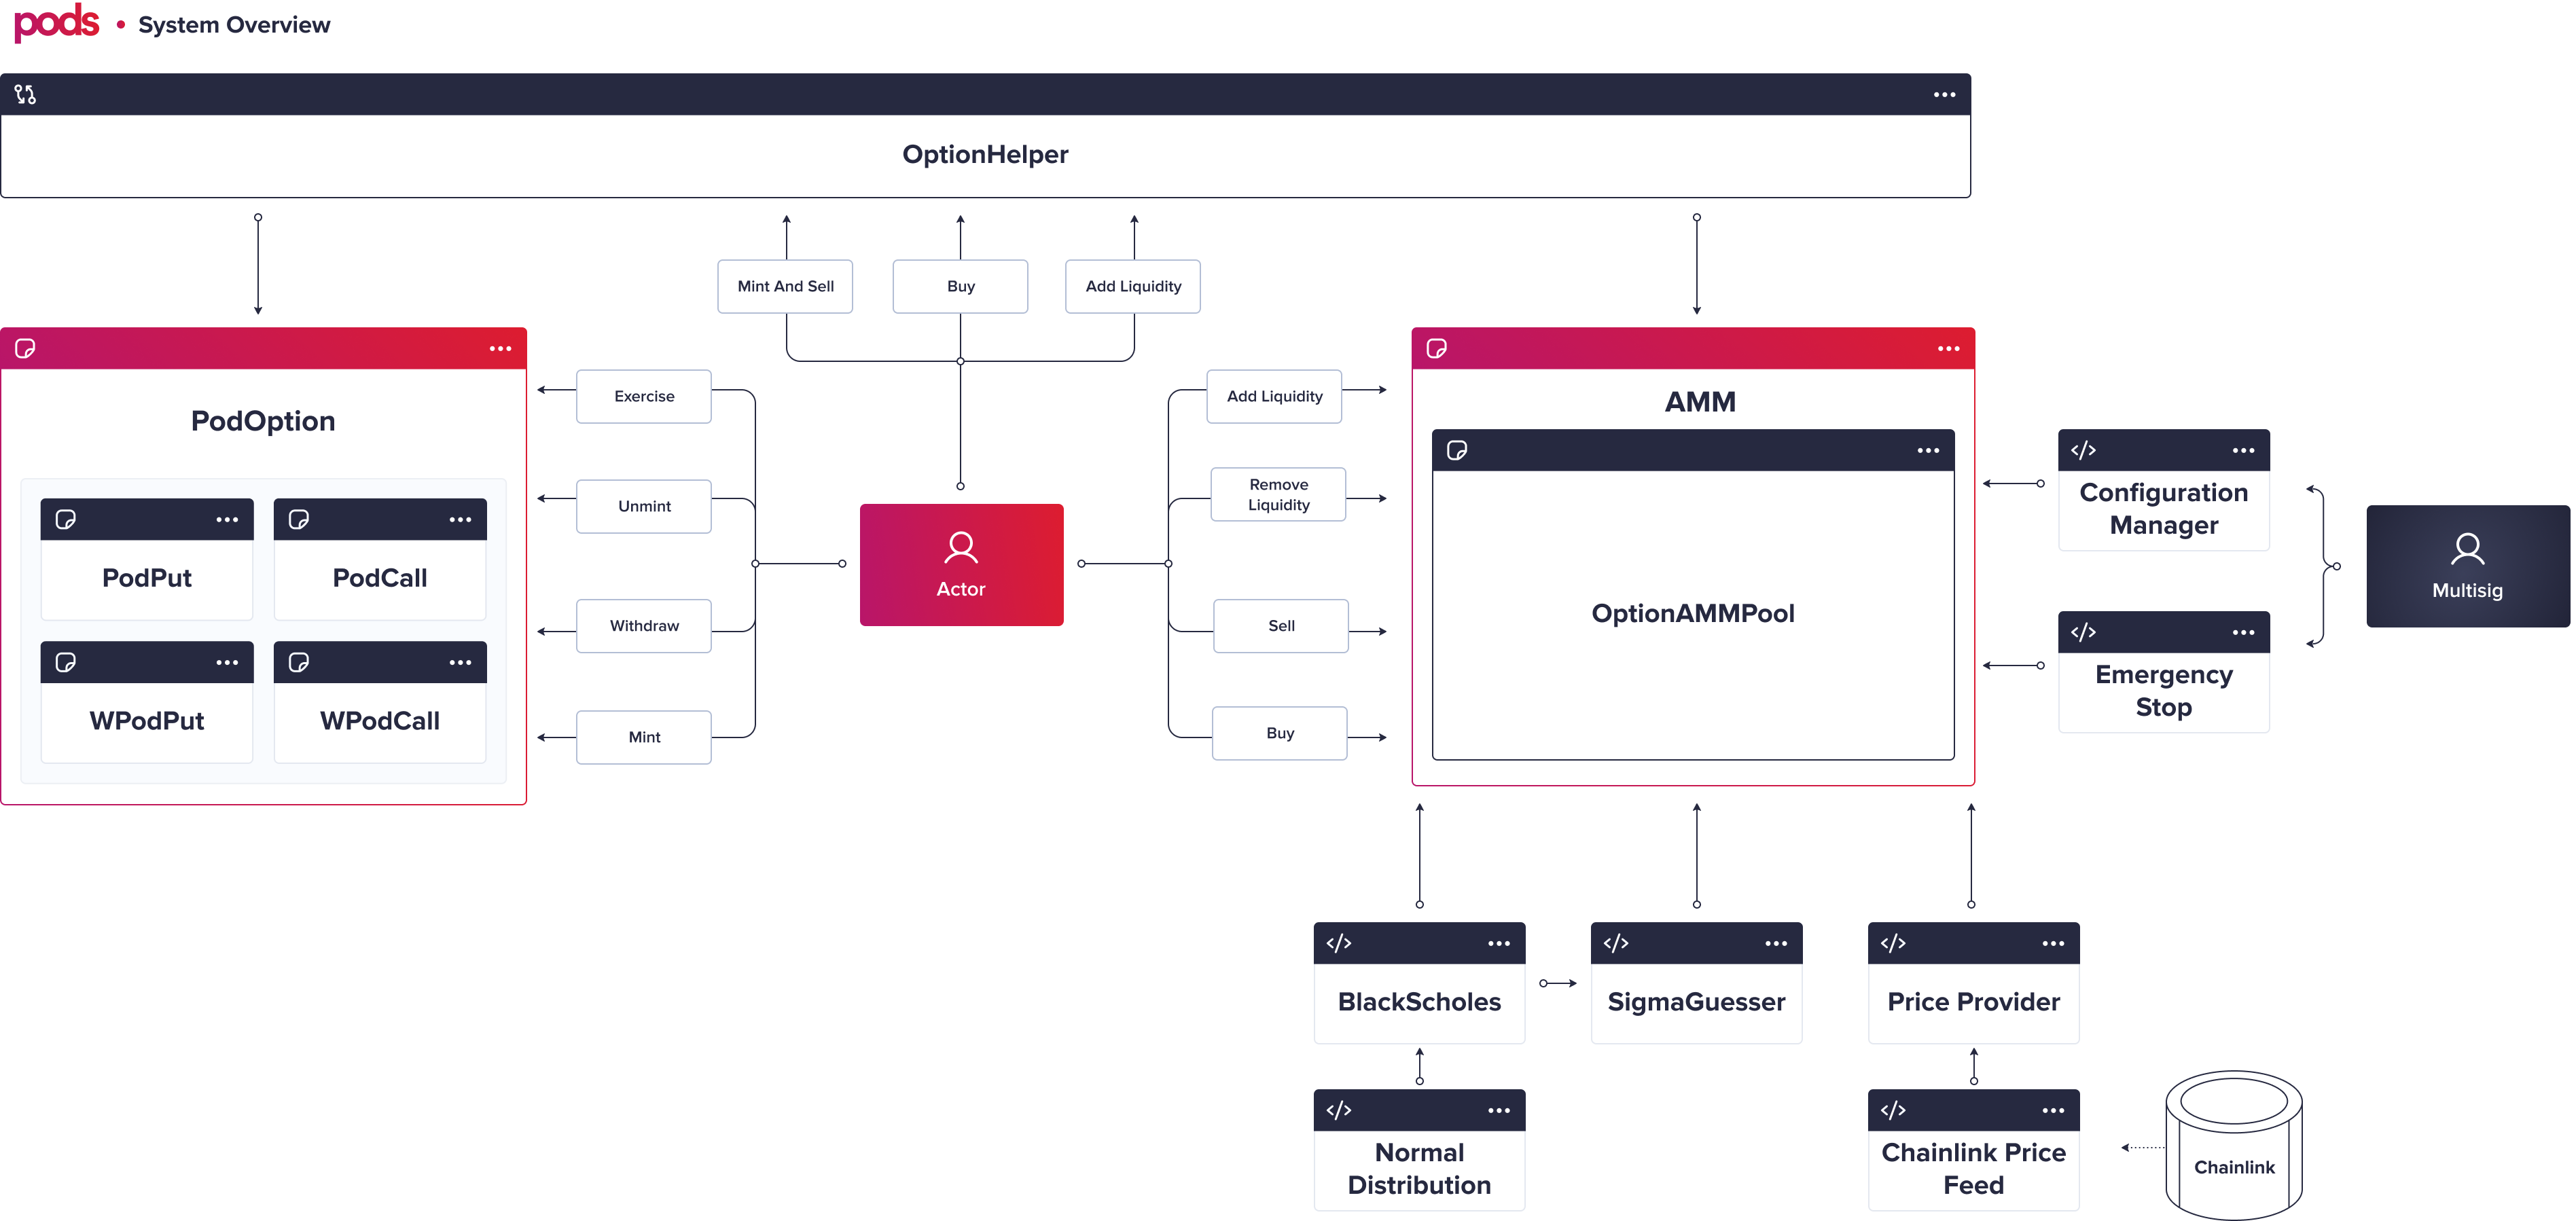 pods • System Overview
OptionHelper
Mint And Sell
Buy
Add Liquidity
PodOption
PodPut
PodCall
WPodPut
WPodCall
Exercise
Unmint
Withdraw
Mint
Actor
Add Liquidity
Remove
Liquidity
Sell
Buy
AMM
OptionAMMPool
Configuration
Manager
Emergency
Stop
Multisig
BlackScholes
SigmaGuesser
Price Provider
Normal
Distribution
Chainlink Price
Feed
Chainlink